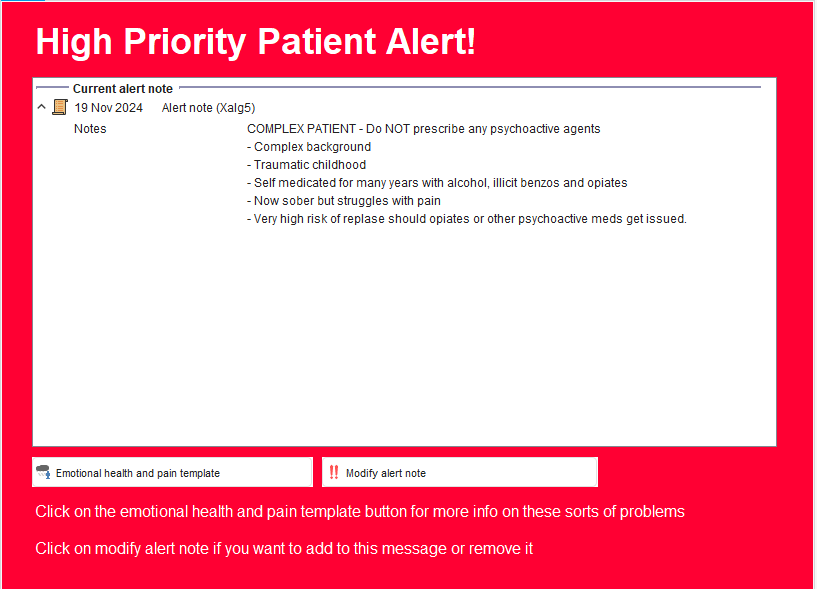 High Priority Patient Alert!
Current alert note
19 Nov 2024 Alert note (Xalg5)
Notes COMPLEX PATIENT - Do NOT prescribe any psychoactive agents
- Complex background
- Traumatic childhood
- Self medicated for many years with alcohol, illicit benzos and opiates
- Now sober but struggles with pain
- Very high risk of replase should opiates or other psychoactive meds get issued.
Emotional health and pain template !! Modify alert note
Click on the emotional health and pain template button for more info on these sorts of problems
Click on modify alert note if you want to add to this message or remove it